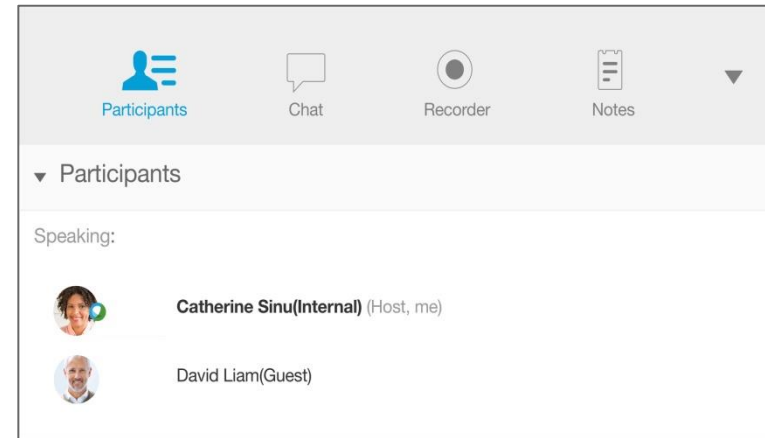 Participants Chat Recorder Notes
Participants
Speaking:
Catherine Sinu(Internal) (Host, me)
David Liam(Guest)